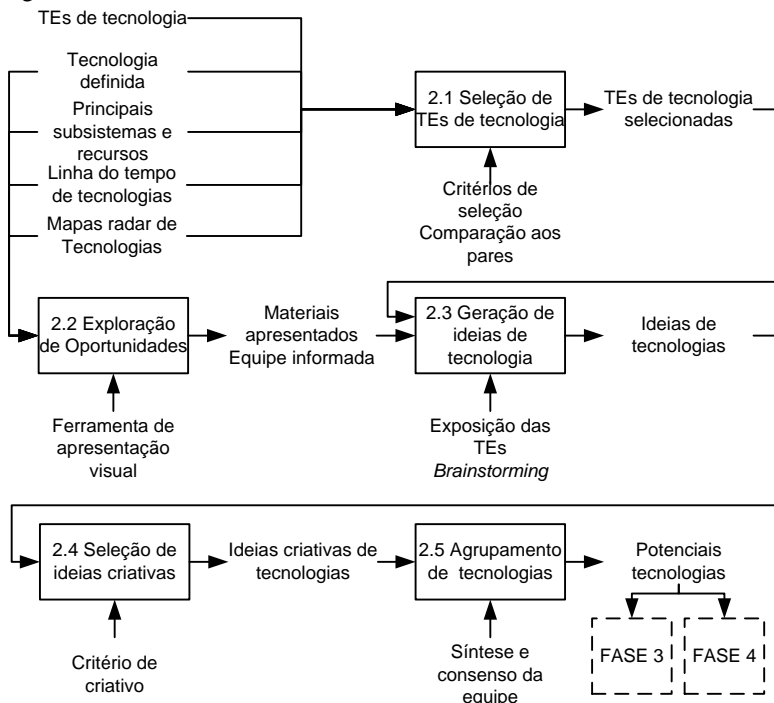 TEs de tecnologia
Tecnologia
definida
Principais
subsistemas e
recursos
Linha do tempo
de tecnologias
Mapas radar de
Tecnologias
2.1 Seleção de
TEs de tecnologia
TEs de tecnologia
selecionadas
Critérios de
seleção
Comparação aos
pares
2.2 Exploração
de Oportunidades
Materiais
apresentados
Equipe informada
2.3 Geração de
ideias de
tecnologia
Ideias de
tecnologias
Ferramenta de
apresentação
visual
Exposição das
TEs
Brainstorming
2.4 Seleção de
ideias criativas
Ideias criativas de
tecnologias
2.5 Agrupamento
de tecnologias
Potenciais
tecnologias
Critério de
criativo
Síntese e
consenso da
equipe
FASE 3
FASE 4